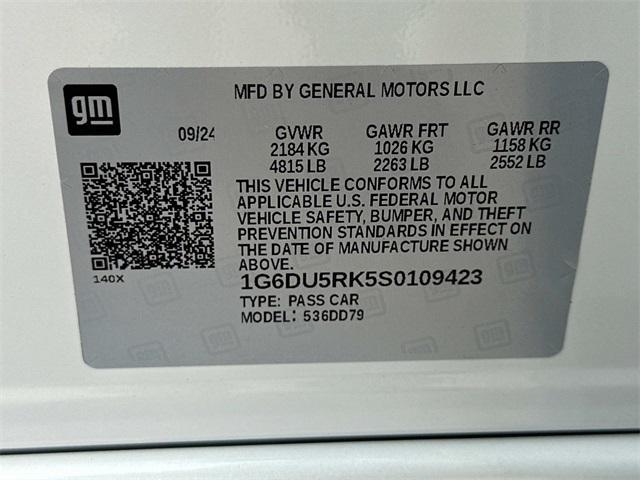 gm
MFD BY GENERAL MOTORS LLC
09/24 GVWR GAWR FRT GAWR RR
2184 KG 1026 KG 1158 KG
4815 LB 2263 LB 2552 LB
THIS VEHICLE CONFORMS TO ALL
APPLICABLE U.S. FEDERAL MOTOR
VEHICLE SAFETY, BUMPER, AND THEFT
PREVENTION STANDARDS IN EFFECT ON
THE DATE OF MANUFACTURE SHOWN
ABOVE.
140X
1G6DU5RK5S0109423
TYPE: PASS CAR
MODEL: 536DD79